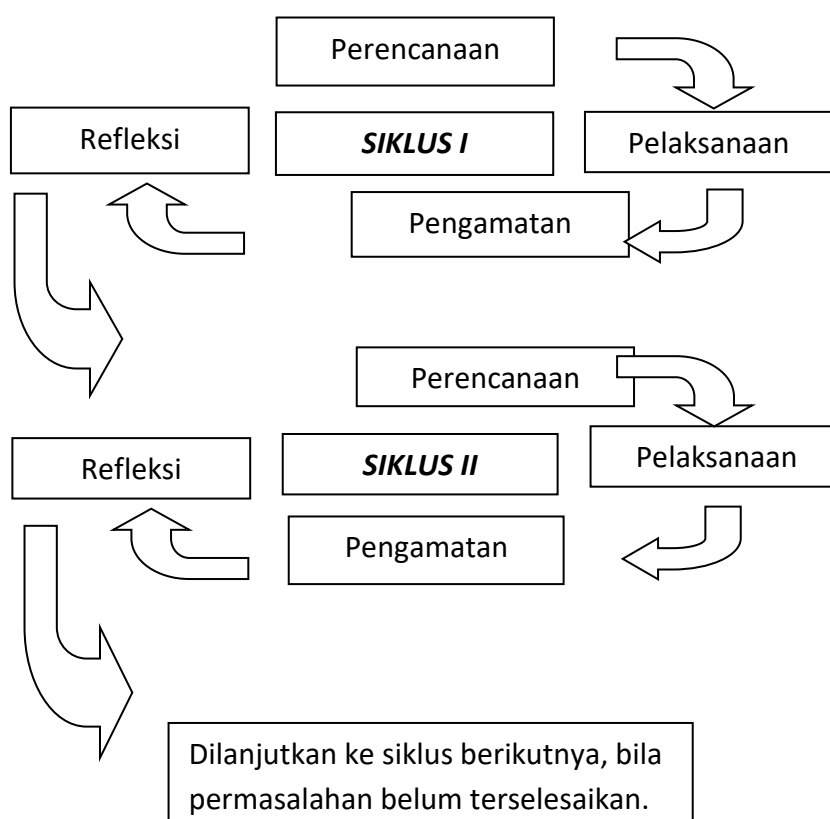 Perencanaan
Refleksi
SIKLUS I
Pelaksanaan
Pengamatan
Perencanaan
Refleksi
SIKLUS II
Pelaksanaan
Pengamatan
Dilanjutkan ke siklus berikutnya, bila
permasalahan belum terselesaikan.